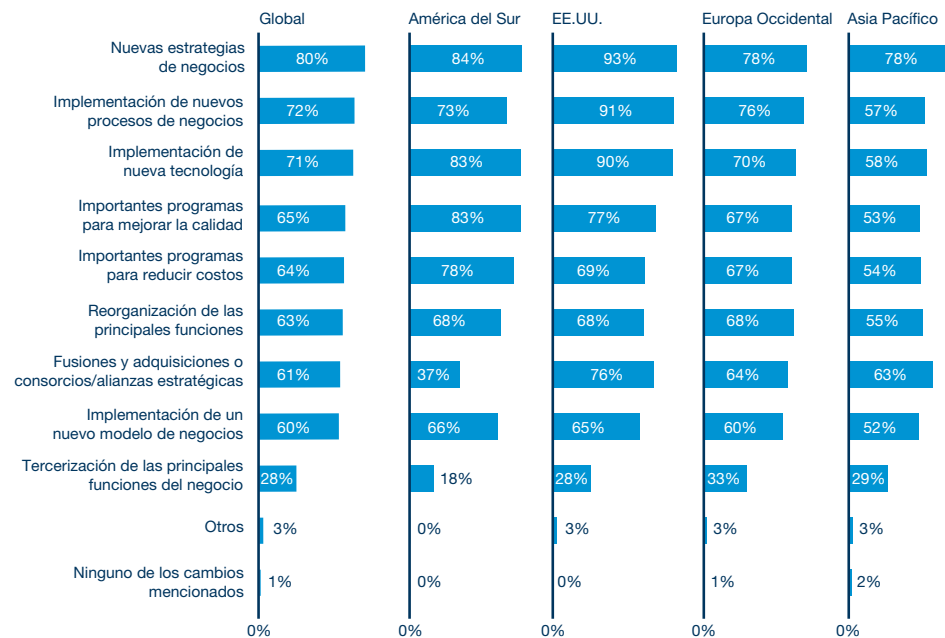 Global América del Sur EE.UU. Europa Occidental Asia Pacífico
Nuevas estrategias
de negocios
80% 84% 93% 78% 78%
Implementación de nuevos
procesos de negocios
72% 73% 91% 76% 57%
Implementación de
nueva tecnología
71% 83% 90% 70% 58%
Importantes programas
para mejorar la calidad
65% 83% 77% 67% 53%
Importantes programas
para reducir costos
64% 78% 69% 67% 54%
Reorganización de las
principales funciones
63% 68% 68% 68% 55%
Fusiones y adquisiciones o
consorcios/alianzas estratégicas
61% 37% 76% 64% 63%
Implementación de un
nuevo modelo de negocios
60% 66% 65% 60% 52%
Tercerización de las principales
funciones del negocio
28% 18% 28% 33% 29%
Otros
3% 0% 3% 3% 3%
Ninguno de los cambios
mencionados
1% 0% 0% 1% 2%
0% 0% 0% 0% 0%